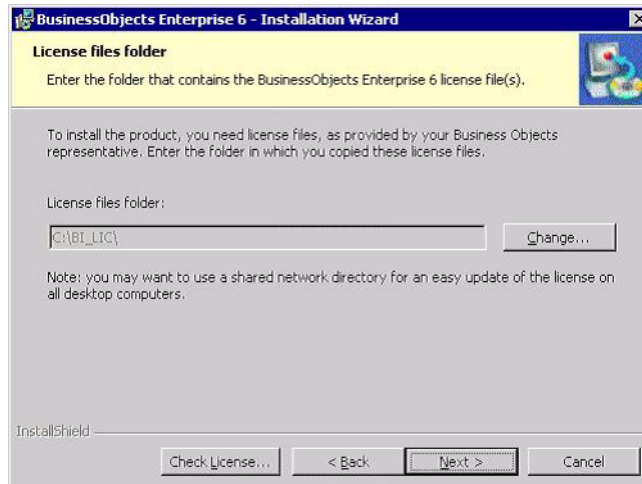 BusinessObjects Enterprise 6 - Installation Wizard
License files folder
Enter the folder that contains the BusinessObjects Enterprise 6 license file(s).
To install the product, you need license files, as provided by your Business Objects
representative. Enter the folder in which you copied these license files.
License files folder:
C:\BI_LIC\
Change...
Note: you may want to use a shared network directory for an easy update of the license on
all desktop computers.
InstallShield
Check License... < Back Next > Cancel